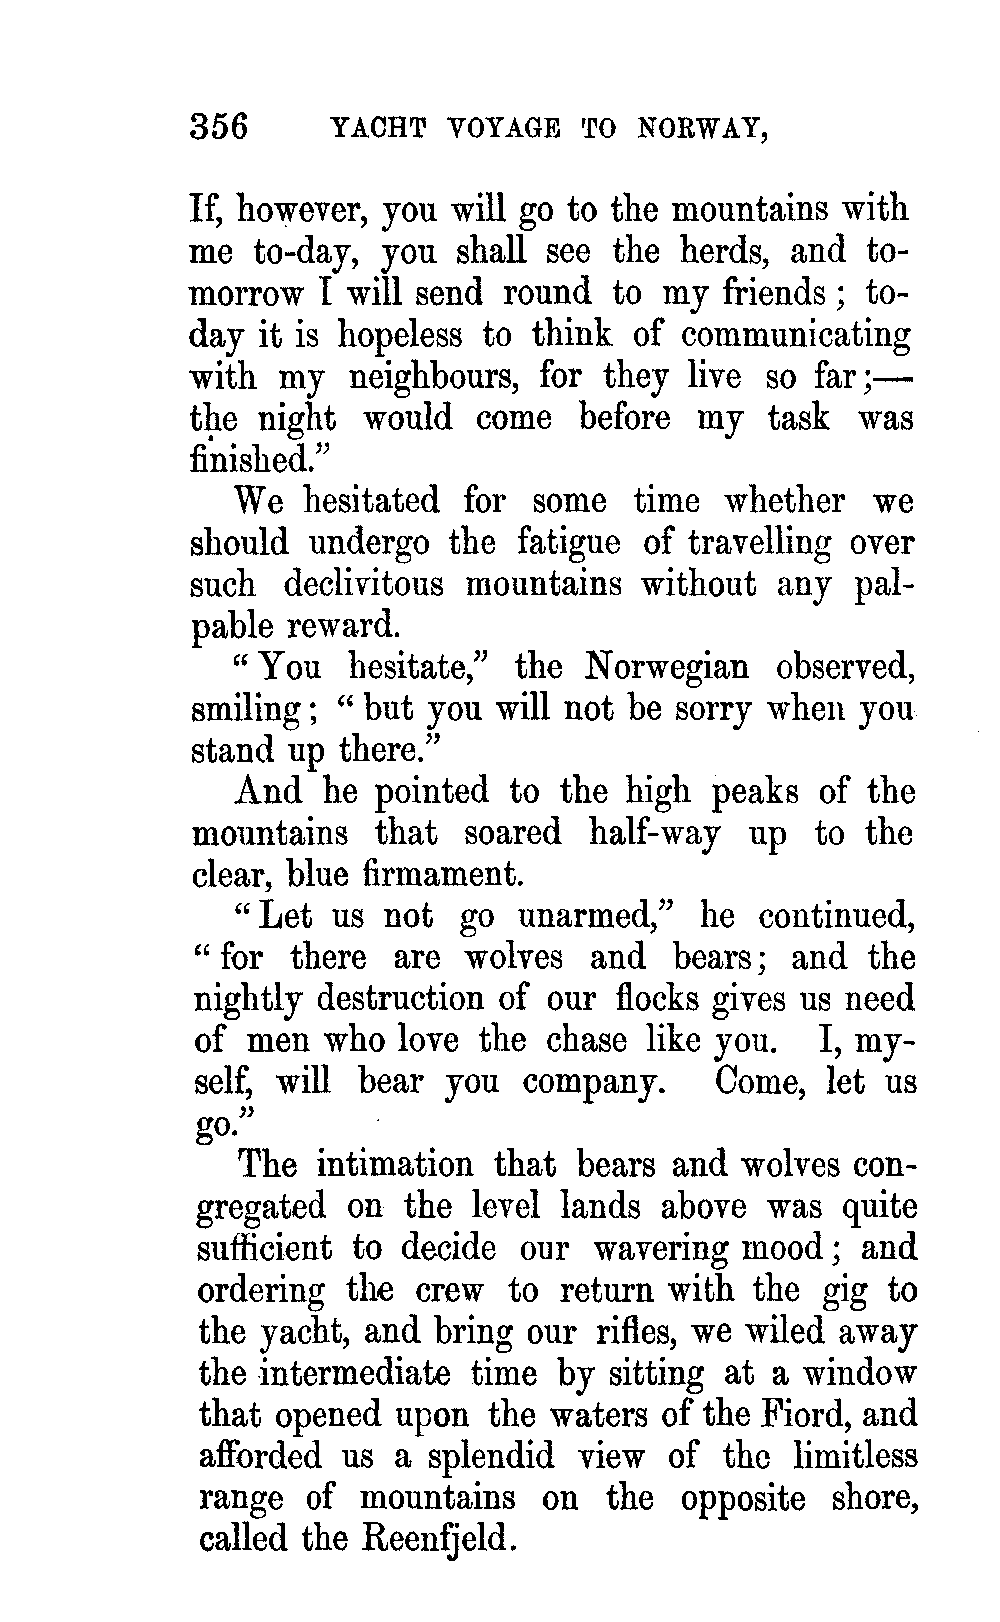 356 YACHT VOYAGE TO NORWAY,
If, however, you will go to the mountains with
me to-day, you shall see the herds, and to-
morrow I will send round to my friends ; to-
day it is hopeless to think of communicating
with my neighbours, for they live so far ;—
the night would come before my task was
finished.”
We hesitated for some time whether we
should undergo the fatigue of travelling over
such declivitous mountains without any pal-
pable reward.
“ You hesitate,” the Norwegian observed,
smiling ; “ but you will not be sorry when you
stand up there.”
And he pointed to the high peaks of the
mountains that soared half-way up to the
clear, blue firmament.
“ Let us not go unarmed,” he continued,
“ for there are wolves and bears ; and the
nightly destruction of our flocks gives us need
of men who love the chase like you. I, my-
self, will bear you company. Come, let us
go.”
The intimation that bears and wolves con-
gregated on the level lands above was quite
sufficient to decide our wavering mood ; and
ordering the crew to return with the gig to
the yacht, and bring our rifles, we wiled away
the intermediate time by sitting at a window
that opened upon the waters of the Fiord, and
afforded us a splendid view of the limitless
range of mountains on the opposite shore,
called the Reenfjeld.